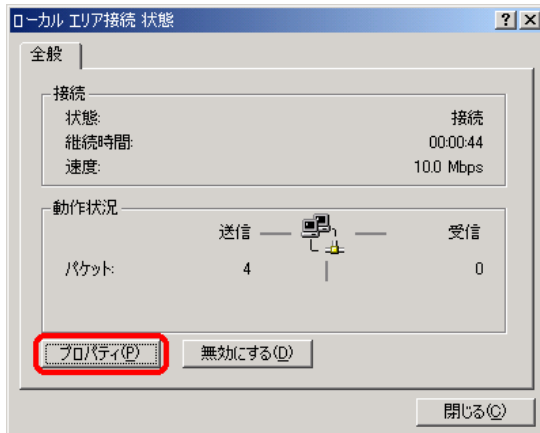 ローカル エリア接続 状態
全般
接続
状態: 接続
継続時間: 00:00:44
速度: 10.0 Mbps
動作状況
送信 受信
パケット: 4 0
プロパティ(P) 無効にする(D)
閉じる(C)